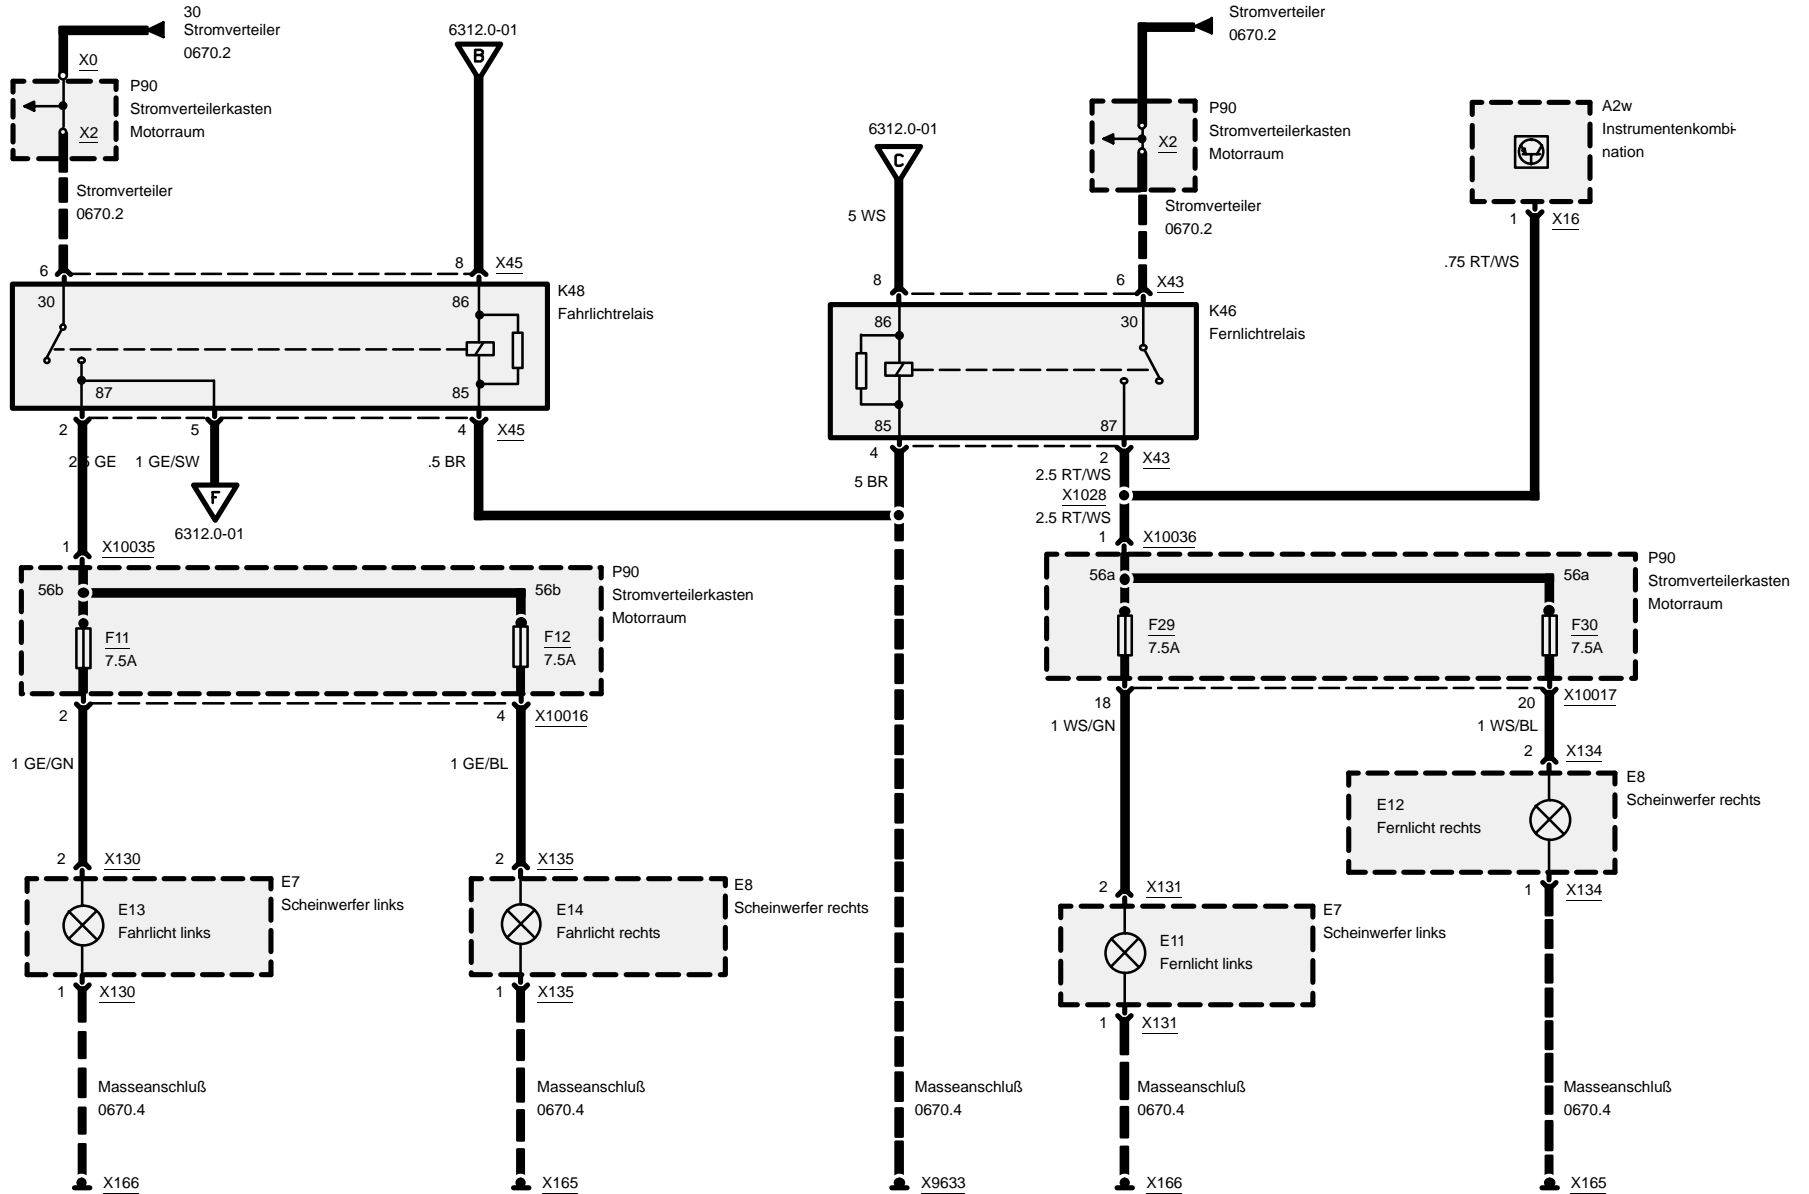 30
Stromverteiler
0670.2
X0
P90
Stromverteilerkasten
Motorraum
X2
Stromverteiler
0670.2
6312.0-01
B
6
8
X45
30
86
K48
Fahrlichtrelais
87
85
2
5
4
X45
2.5 GE
1 GE/SW
.5 BR
F
6312.0-01
1
X10035
56b
56b
P90
Stromverteilerkasten
Motorraum
F11
7.5A
F12
7.5A
2
4
X10016
1 GE/GN
1 GE/BL
2
X130
2
X135
E7
Scheinwerfer links
E13
Fahrlicht links
E8
Scheinwerfer rechts
E14
Fahrlicht rechts
1
X130
1
X135
Masseanschluß
0670.4
Masseanschluß
0670.4
X166
X165
6312.0-01
C
5 WS
Stromverteiler
0670.2
P90
Stromverteilerkasten
Motorraum
X2
Stromverteiler
0670.2
A2w
Instrumentenkombi-
nation
1
X16
.75 RT/WS
8
6
X43
86
30
K46
Fernlichtrelais
85
87
4
2
X43
5 BR
2.5 RT/WS
X1028
2.5 RT/WS
1
X10036
56a
56a
P90
Stromverteilerkasten
Motorraum
F29
7.5A
F30
7.5A
18
20
X10017
1 WS/GN
1 WS/BL
2
X134
E8
Scheinwerfer rechts
E12
Fernlicht rechts
1
X134
2
X131
E7
Scheinwerfer links
E11
Fernlicht links
1
X131
Masseanschluß
0670.4
Masseanschluß
0670.4
Masseanschluß
0670.4
X9633
X166
X165